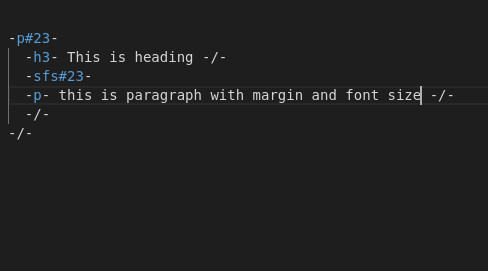 -p#23-
-h3- This is heading -/-
-sfs#23-
-p- this is paragraph with margin and font size -/-
-/-
-/-